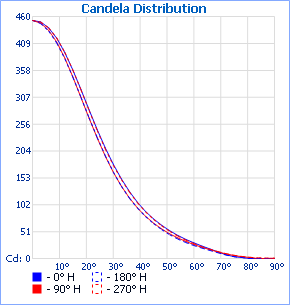 Candela Distribution
460
409
358
307
256
204
153
102
51
Cd: 0
10° 20° 30° 40° 50° 60° 70° 80° 90°
- 0° H - 180° H
- 90° H - 270° H